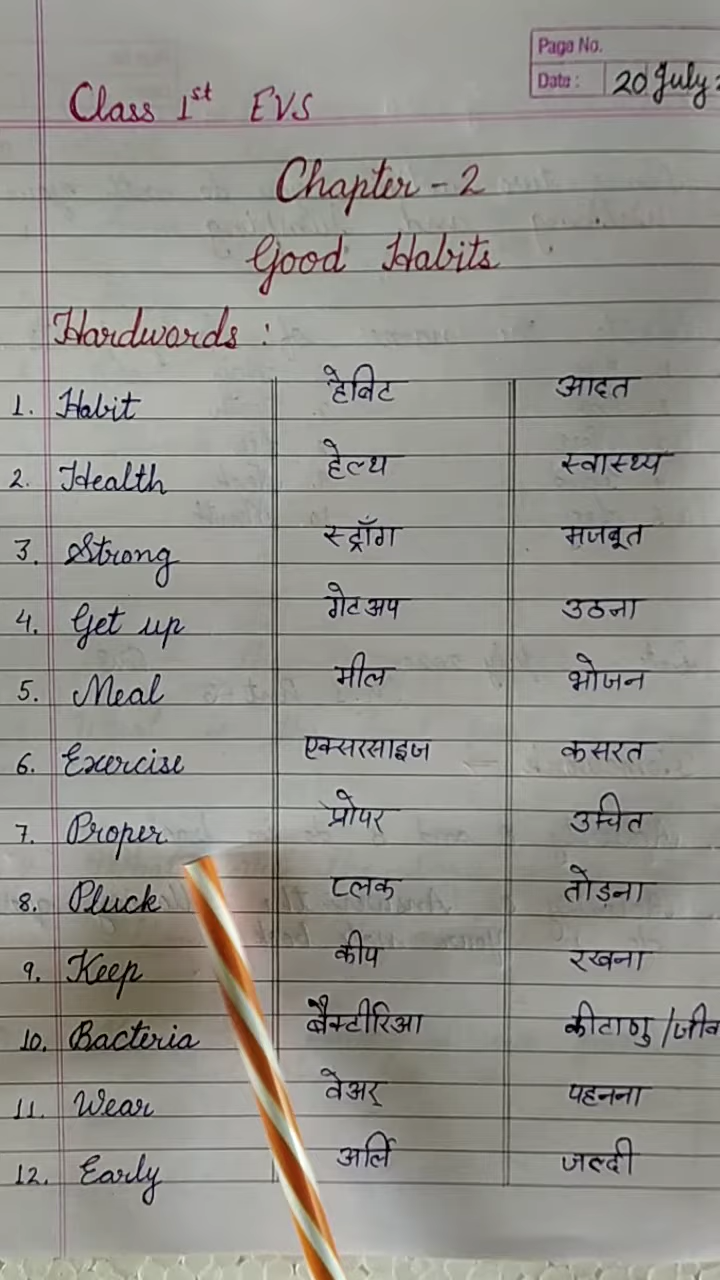 Page No.
Date: 20 July
Class 1st EVS
Chapter - 2
Good Habits
Hardwords :
1. Habit हेबिट आदत
2. Health हेल्थ स्वास्थ्य
3. Strong स्ट्रॉँग मजबूत
4. Get up गेटअप उठना
5. Meal मील भोजन
6. Exercise एक्सरसाइज कसरत
7. Proper प्रोपर् उचित
8. Pluck प्लक तोड़ना
9. Keep कीप रखना
10. Bacteria बैक्टीरिआ कीटाणु /जीव
11. Wear वेअर् पहनना
12. Early अर्लि जल्दी